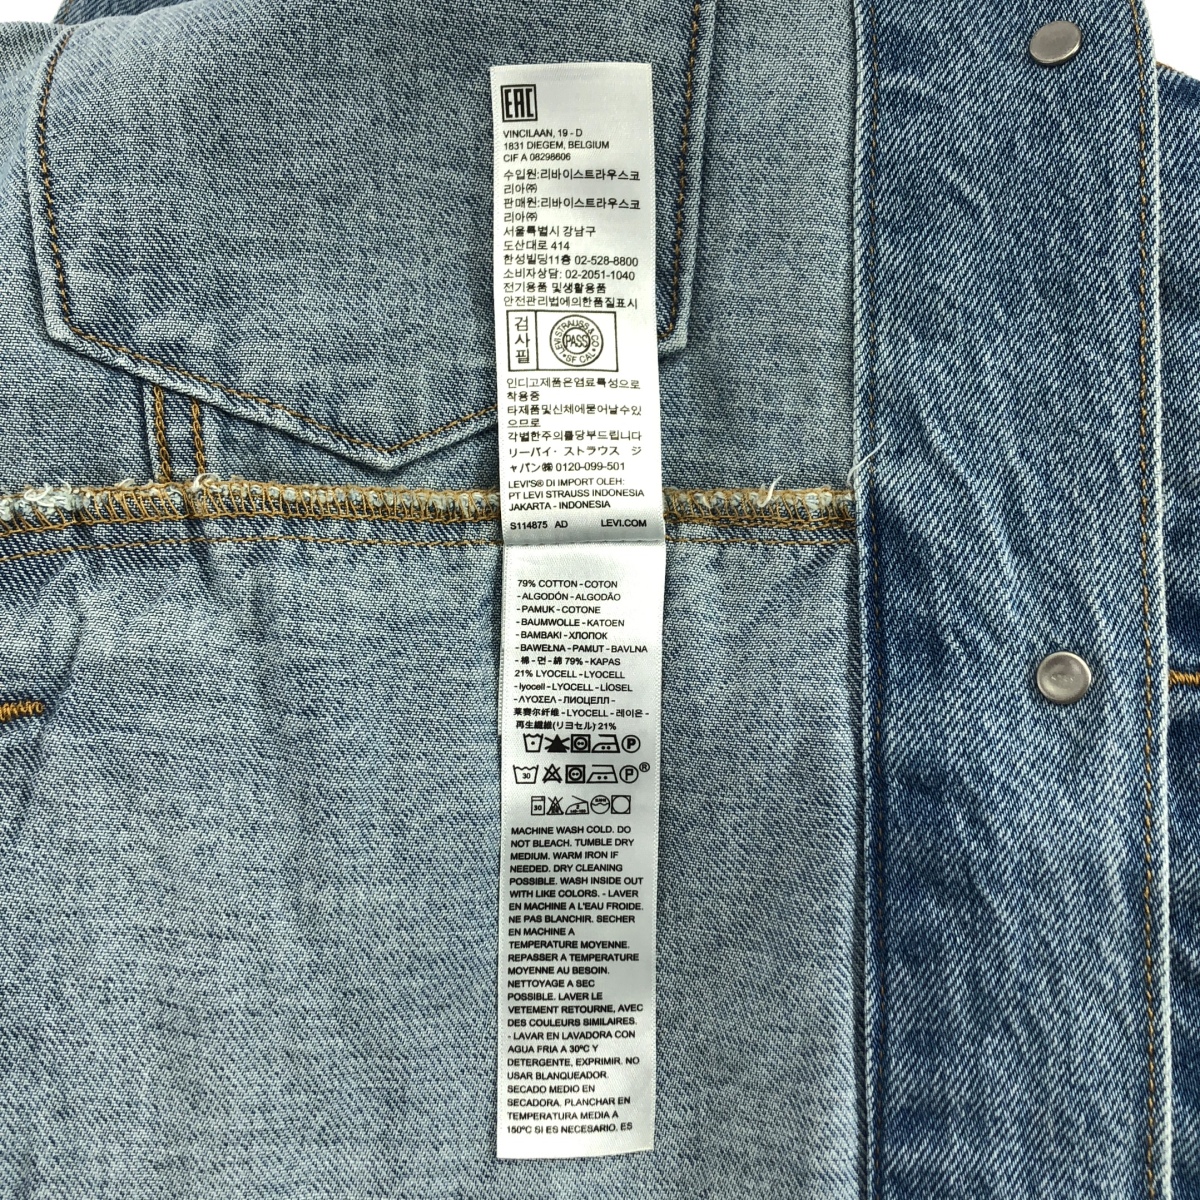 EAC
VINCILAAN, 19 - D
1831 DIEGEM, BELGIUM
CIF A 08298606
수입원:리바이스트라우스코
리아㈜
판매원:리바이스트라우스코
리아㈜
서울특별시 강남구
도산대로 414
한성빌딩11층 02-528-8800
소비자상담: 02-2051-1040
전기용품 및생활용품
안전관리법에의한품질표시
검
사
필
LEVI STRAUSS & CO
PASS
SF CAL
인디고제품은염료특성으로
착용중
타제품및신체에묻어날수있
으므로
각별한주의를당부드립니다
リーバイ・ストラウス ジ
ャパン㈱ 0120-099-501
LEVI'S® DI IMPORT OLEH:
PT LEVI STRAUSS INDONESIA
JAKARTA - INDONESIA
S114875 AD LEVI.COM
79% COTTON - COTON
- ALGODÓN - ALGODÃO
- PAMUK - COTONE
- BAUMWOLLE - KATOEN
- BAMBAKI - ХЛОПОК
- BAWEŁNA - PAMUT - BAVLNA
- 棉 - 면 - 綿 79% - KAPAS
21% LYOCELL - LYOCELL
- lyocell - LYOCELL - LİOSEL
- ΛΥΟΣΕΛ - ЛИОЦЕЛЛ -
莱赛尔纤维 - LYOCELL - レイヨン -
再生繊維(リヨセル) 21%
P
30 P ®
30
MACHINE WASH COLD. DO
NOT BLEACH. TUMBLE DRY
MEDIUM. WARM IRON IF
NEEDED. DRY CLEANING
POSSIBLE. WASH INSIDE OUT
WITH LIKE COLORS. - LAVER
EN MACHINE A L'EAU FROIDE.
NE PAS BLANCHIR. SECHER
EN MACHINE A
TEMPERATURE MOYENNE.
REPASSER A TEMPERATURE
MOYENNE AU BESOIN.
NETTOYAGE A SEC
POSSIBLE. LAVER LE
VETEMENT RETOURNE, AVEC
DES COULEURS SIMILAIRES.
- LAVAR EN LAVADORA CON
AGUA FRIA A 30ºC Y
DETERGENTE, EXPRIMIR. NO
USAR BLANQUEADOR.
SECADO MEDIO EN
SECADORA. PLANCHAR EN
TEMPERATURA MEDIA A
150ºC SI ES NECESARIO. ES